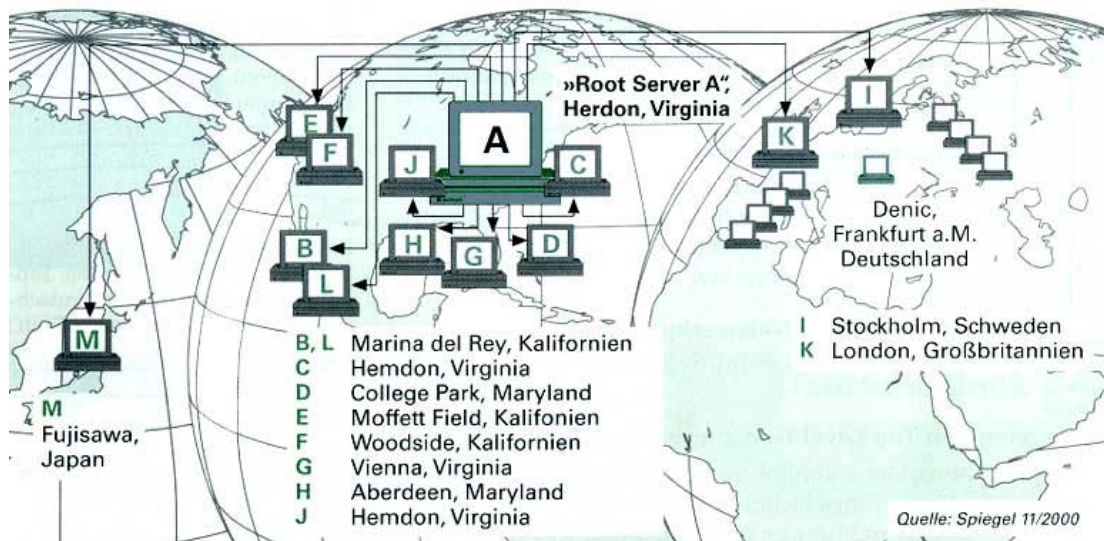 »Root Server A“,
Herdon, Virginia
A
E
F
J
C
B
L
H
G
D
M
K
I
Denic,
Frankfurt a.M.
Deutschland
I Stockholm, Schweden
K London, Großbritannien
M
Fujisawa,
Japan
B, L Marina del Rey, Kalifornien
C Hemdon, Virginia
D College Park, Maryland
E Moffett Field, Kalifonien
F Woodside, Kalifornien
G Vienna, Virginia
H Aberdeen, Maryland
J Hemdon, Virginia
Quelle: Spiegel 11/2000